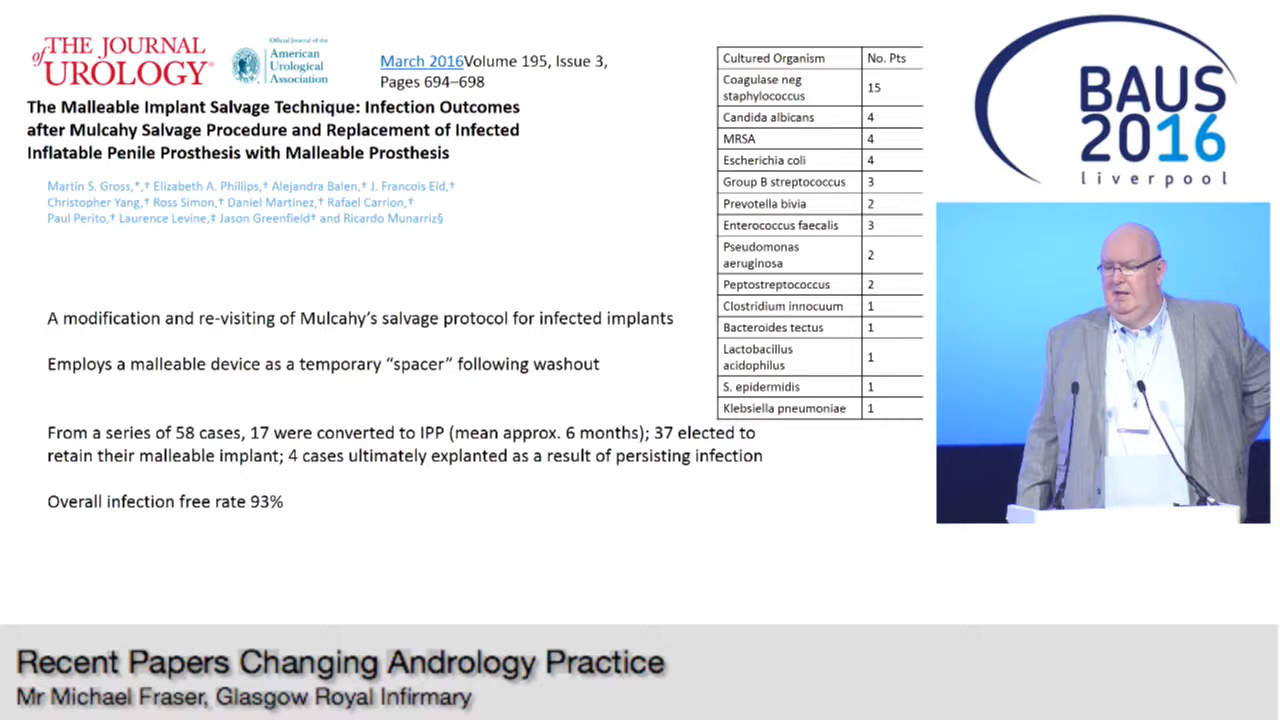 THE JOURNAL
of UROLOGY®
Official Journal of the
American
Urological
Association
March 2016Volume 195, Issue 3,
Pages 694–698
The Malleable Implant Salvage Technique: Infection Outcomes
after Mulcahy Salvage Procedure and Replacement of Infected
Inflatable Penile Prosthesis with Malleable Prosthesis
Martin S. Gross,*,† Elizabeth A. Phillips,† Alejandra Balen,† J. Francois Eid,†
Christopher Yang,† Ross Simon,† Daniel Martinez,† Rafael Carrion,†
Paul Perito,† Laurence Levine,‡ Jason Greenfield† and Ricardo Munarriz§
A modification and re-visiting of Mulcahy's salvage protocol for infected implants
Employs a malleable device as a temporary “spacer” following washout
From a series of 58 cases, 17 were converted to IPP (mean approx. 6 months); 37 elected to
retain their malleable implant; 4 cases ultimately explanted as a result of persisting infection
Overall infection free rate 93%
Cultured Organism No. Pts
Coagulase neg
staphylococcus 15
Candida albicans 4
MRSA 4
Escherichia coli 4
Group B streptococcus 3
Prevotella bivia 2
Enterococcus faecalis 3
Pseudomonas
aeruginosa 2
Peptostreptococcus 2
Clostridium innocuum 1
Bacteroides tectus 1
Lactobacillus
acidophilus 1
S. epidermidis 1
Klebsiella pneumoniae 1
BAUS
2016
liverpool
Recent Papers Changing Andrology Practice
Mr Michael Fraser, Glasgow Royal Infirmary